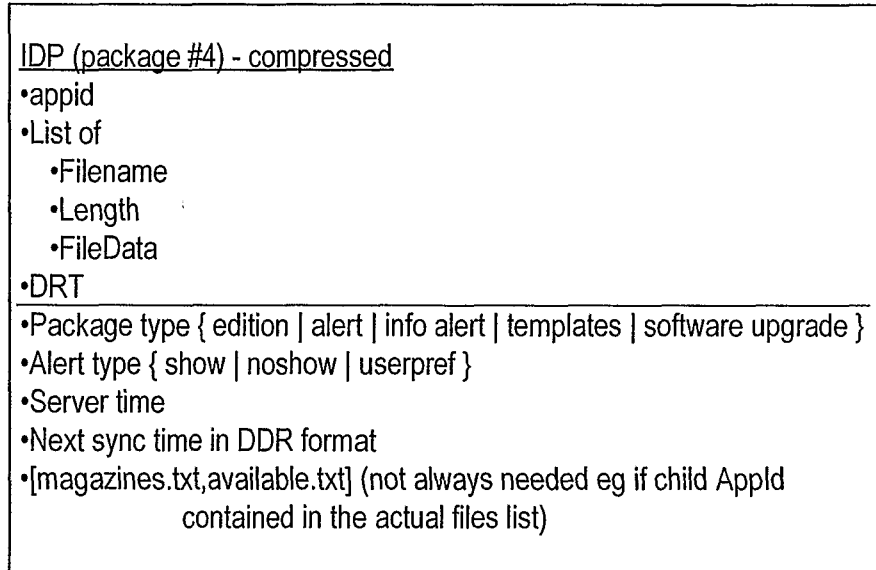 IDP (package #4) - compressed
•appid
•List of
•Filename
•Length
•FileData
•DRT
•Package type { edition | alert | info alert | templates | software upgrade }
•Alert type { show | noshow | userpref }
•Server time
•Next sync time in DDR format
•[magazines.txt,available.txt] (not always needed eg if child AppId
contained in the actual files list)